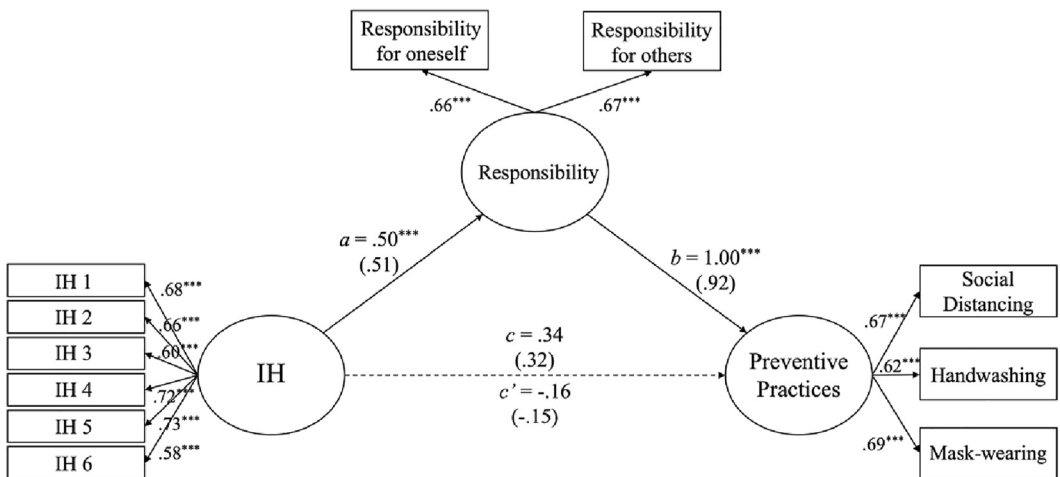 Responsibility
for oneself
Responsibility
for others
.66***
.67***
Responsibility
a = .50***
(.51)
b = 1.00***
(.92)
IH 1
IH 2
IH 3
IH 4
IH 5
IH 6
.68***
.66***
.60***
.72***
.73***
.58***
IH
c = .34
(.32)
c' = -.16
(-.15)
Preventive
Practices
.67***
.62***
.69***
Social
Distancing
Handwashing
Mask-wearing